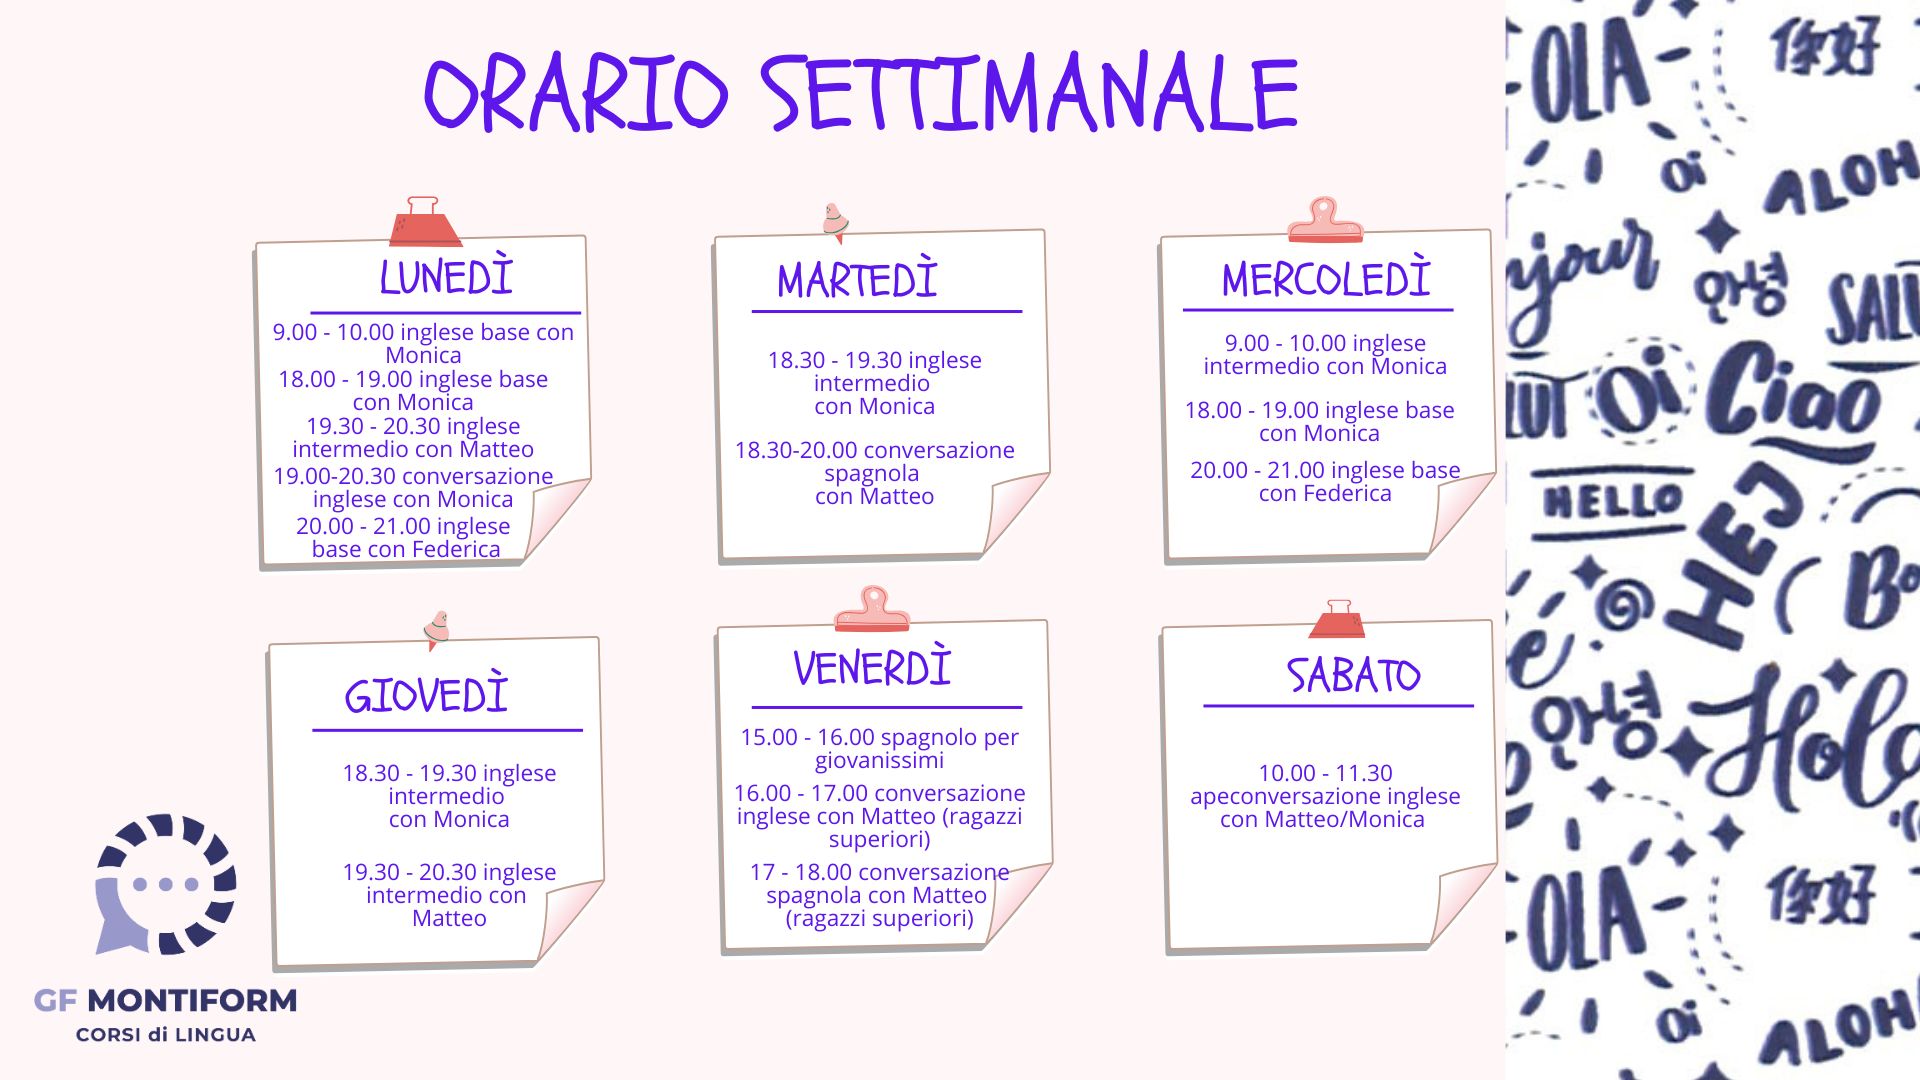 ORARIO SETTIMANALE
LUNEDÌ
9.00 - 10.00 inglese base con
Monica
18.00 - 19.00 inglese base
con Monica
19.30 - 20.30 inglese
intermedio con Matteo
19.00-20.30 conversazione
inglese con Monica
20.00 - 21.00 inglese
base con Federica
MARTEDÌ
18.30 - 19.30 inglese
intermedio
con Monica
18.30-20.00 conversazione
spagnola
con Matteo
MERCOLEDÌ
9.00 - 10.00 inglese
intermedio con Monica
18.00 - 19.00 inglese base
con Monica
20.00 - 21.00 inglese base
con Federica
GIOVEDÌ
18.30 - 19.30 inglese
intermedio
con Monica
19.30 - 20.30 inglese
intermedio con
Matteo
VENERDÌ
15.00 - 16.00 spagnolo per
giovanissimi
16.00 - 17.00 conversazione
inglese con Matteo (ragazzi
superiori)
17 - 18.00 conversazione
spagnola con Matteo
(ragazzi superiori)
SABATO
10.00 - 11.30
apeconversazione inglese
con Matteo/Monica
GF MONTIFORM
CORSI di LINGUA
OLA
你好
oi
ALOH
njour
안녕
SALU
LUT
Oi
Ciao
HELLO
HEJ
Bo
é
안녕
Hola
OLA
你好
oi
ALOH